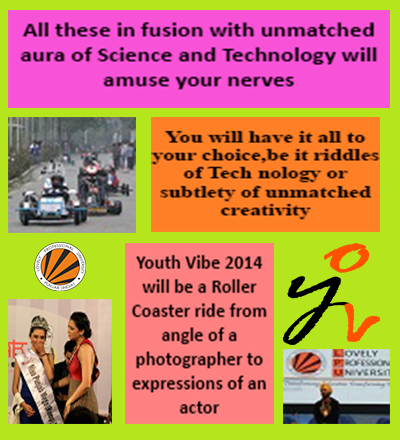 All these in fusion with unmatched
aura of Science and Technology will
amuse your nerves
You will have it all to
your choice,be it riddles
of Tech nology or
subtlety of unmatched
creativity
Youth Vibe 2014
will be a Roller
Coaster ride from
angle of a
photographer to
expressions of an
actor
yov
LOVELY
PROFESSIONAL
UNIVERSITY